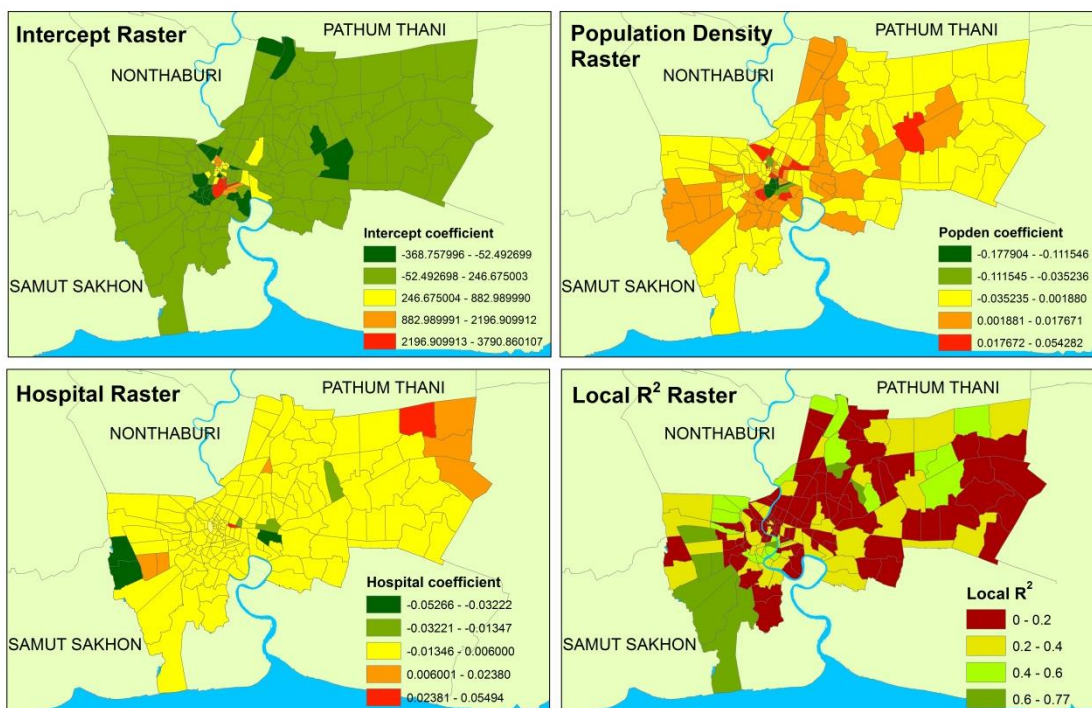 Intercept Raster
PATHUM THANI
NONTHABURI
SAMUT SAKHON
Intercept coefficient
-368.757996 - -52.492699
-52.492698 - 246.675003
246.675004 - 882.989990
882.989991 - 2196.909912
2196.909913 - 3790.860107
Population Density
Raster
PATHUM THANI
NONTHABURI
SAMUT SAKHON
Popden coefficient
-0.177904 - -0.111546
-0.111545 - -0.035236
-0.035235 - 0.001880
0.001881 - 0.017671
0.017672 - 0.054282
Hospital Raster
PATHUM THANI
NONTHABURI
SAMUT SAKHON
Hospital coefficient
-0.05266 - -0.03222
-0.03221 - -0.01347
-0.01346 - 0.006000
0.006001 - 0.02380
0.02381 - 0.05494
Local R² Raster
PATHUM THANI
NONTHABURI
SAMUT SAKHON
Local R²
0 - 0.2
0.2 - 0.4
0.4 - 0.6
0.6 - 0.77